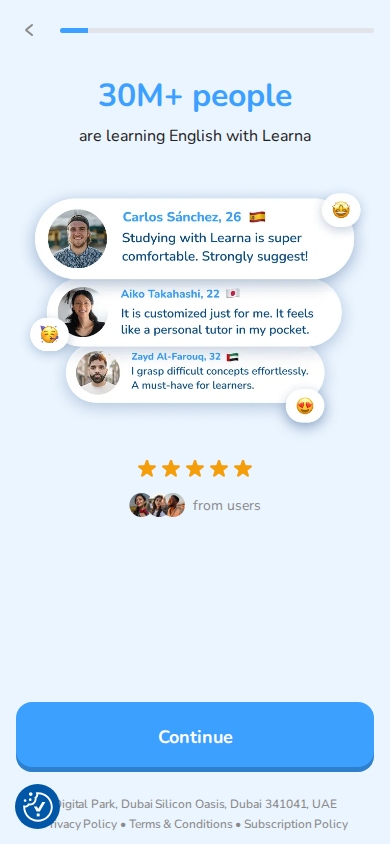 30M+ people
are learning English with Learna
Carlos Sánchez, 26
Studying with Learna is super
comfortable. Strongly suggest!
Aiko Takahashi, 22
It is customized just for me. It feels
like a personal tutor in my pocket.
Zayd Al-Farouq, 32
I grasp difficult concepts effortlessly.
A must-have for learners.
from users
Continue
Digital Park, Dubai Silicon Oasis, Dubai 341041, UAE
Privacy Policy • Terms & Conditions • Subscription Policy